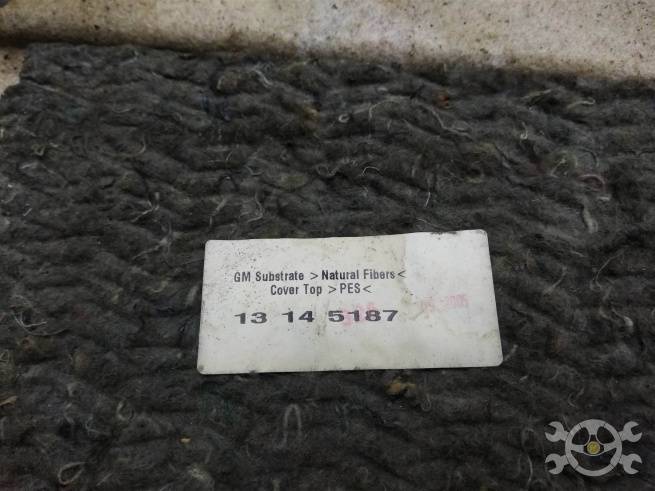 GM Substrate >Natural Fibers<
Cover Top >PES<
13 14 5187